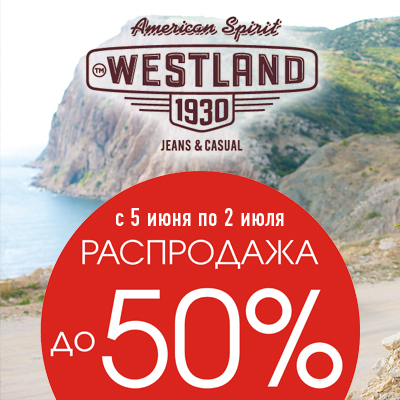 American Spirit
TM WESTLAND
1930
JEANS & CASUAL
с 5 июня по 2 июля
РАСПРОДАЖА
до 50%